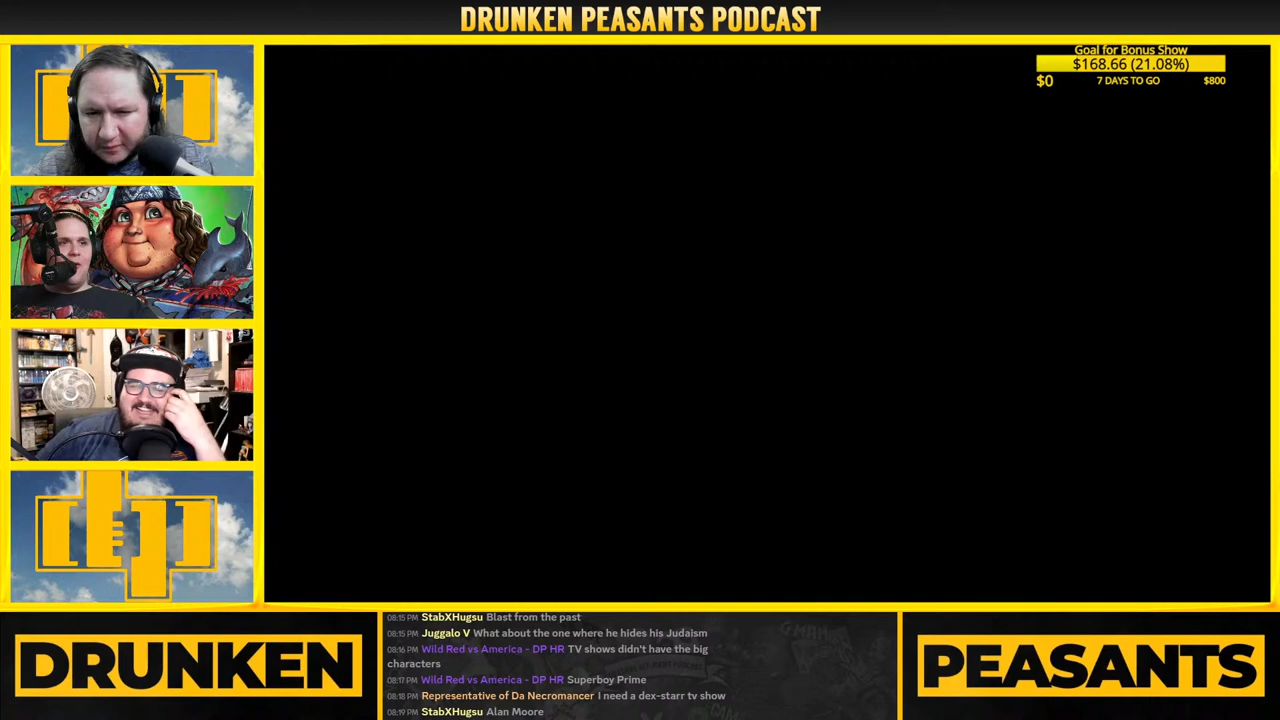 DRUNKEN PEASANTS PODCAST
Goal for Bonus Show
$168.66 (21.08%)
$0 7 DAYS TO GO $800
08:15 PM StabXHugsu Blast from the past
08:15 PM Juggalo V What about the one where he hides his Judaism
08:16 PM Wild Red vs America - DP HR TV shows didn't have the big
characters
08:17 PM Wild Red vs America - DP HR Superboy Prime
08:18 PM Representative of Da Necromancer I need a dex-starr tv show
08:19 PM StabXHugsu Alan Moore
DRUNKEN
PEASANTS